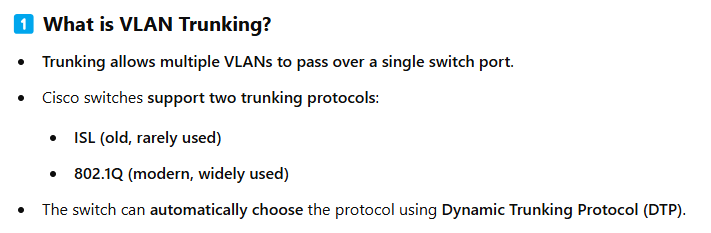 1 What is VLAN Trunking?
• Trunking allows multiple VLANs to pass over a single switch port.
• Cisco switches support two trunking protocols:
• ISL (old, rarely used)
• 802.1Q (modern, widely used)
• The switch can automatically choose the protocol using Dynamic Trunking Protocol (DTP).